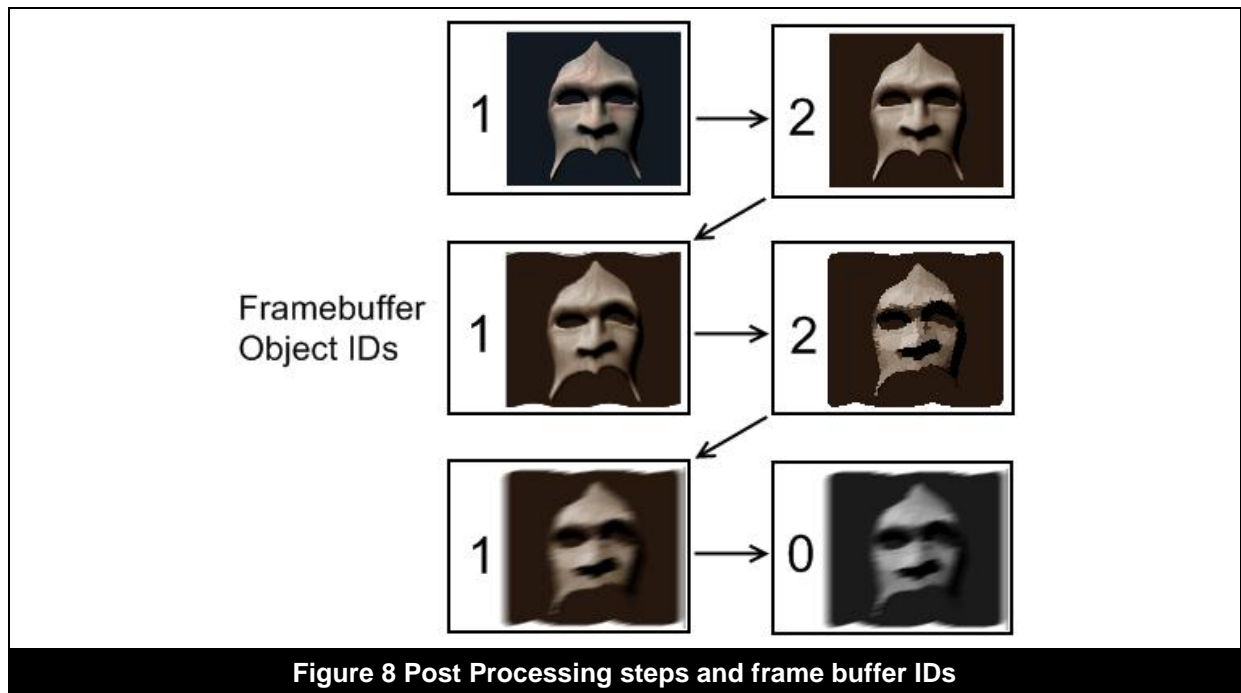 1
2
Framebuffer
Object IDs
1
2
1
0
Figure 8 Post Processing steps and frame buffer IDs